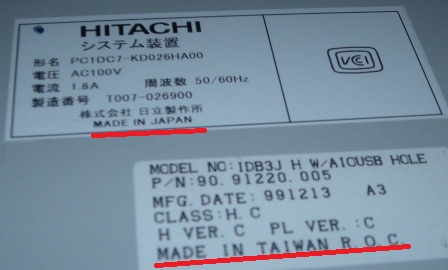 HITACHI
システム装置
形名 PC1DC7-KD026HA00
電圧 AC100V
電流 1.8A 周波数 50/60Hz
製造番号 T007-026900
株式会社 日立製作所
MADE IN JAPAN
VCCI
MODEL NO:IDB3J H W/AIOUSB HOLE
P/N:90.91220.005
MFG.DATE:991213 A3
CLASS:H.C
H VER.C PL VER.:C
MADE IN TAIWAN R.O.C.